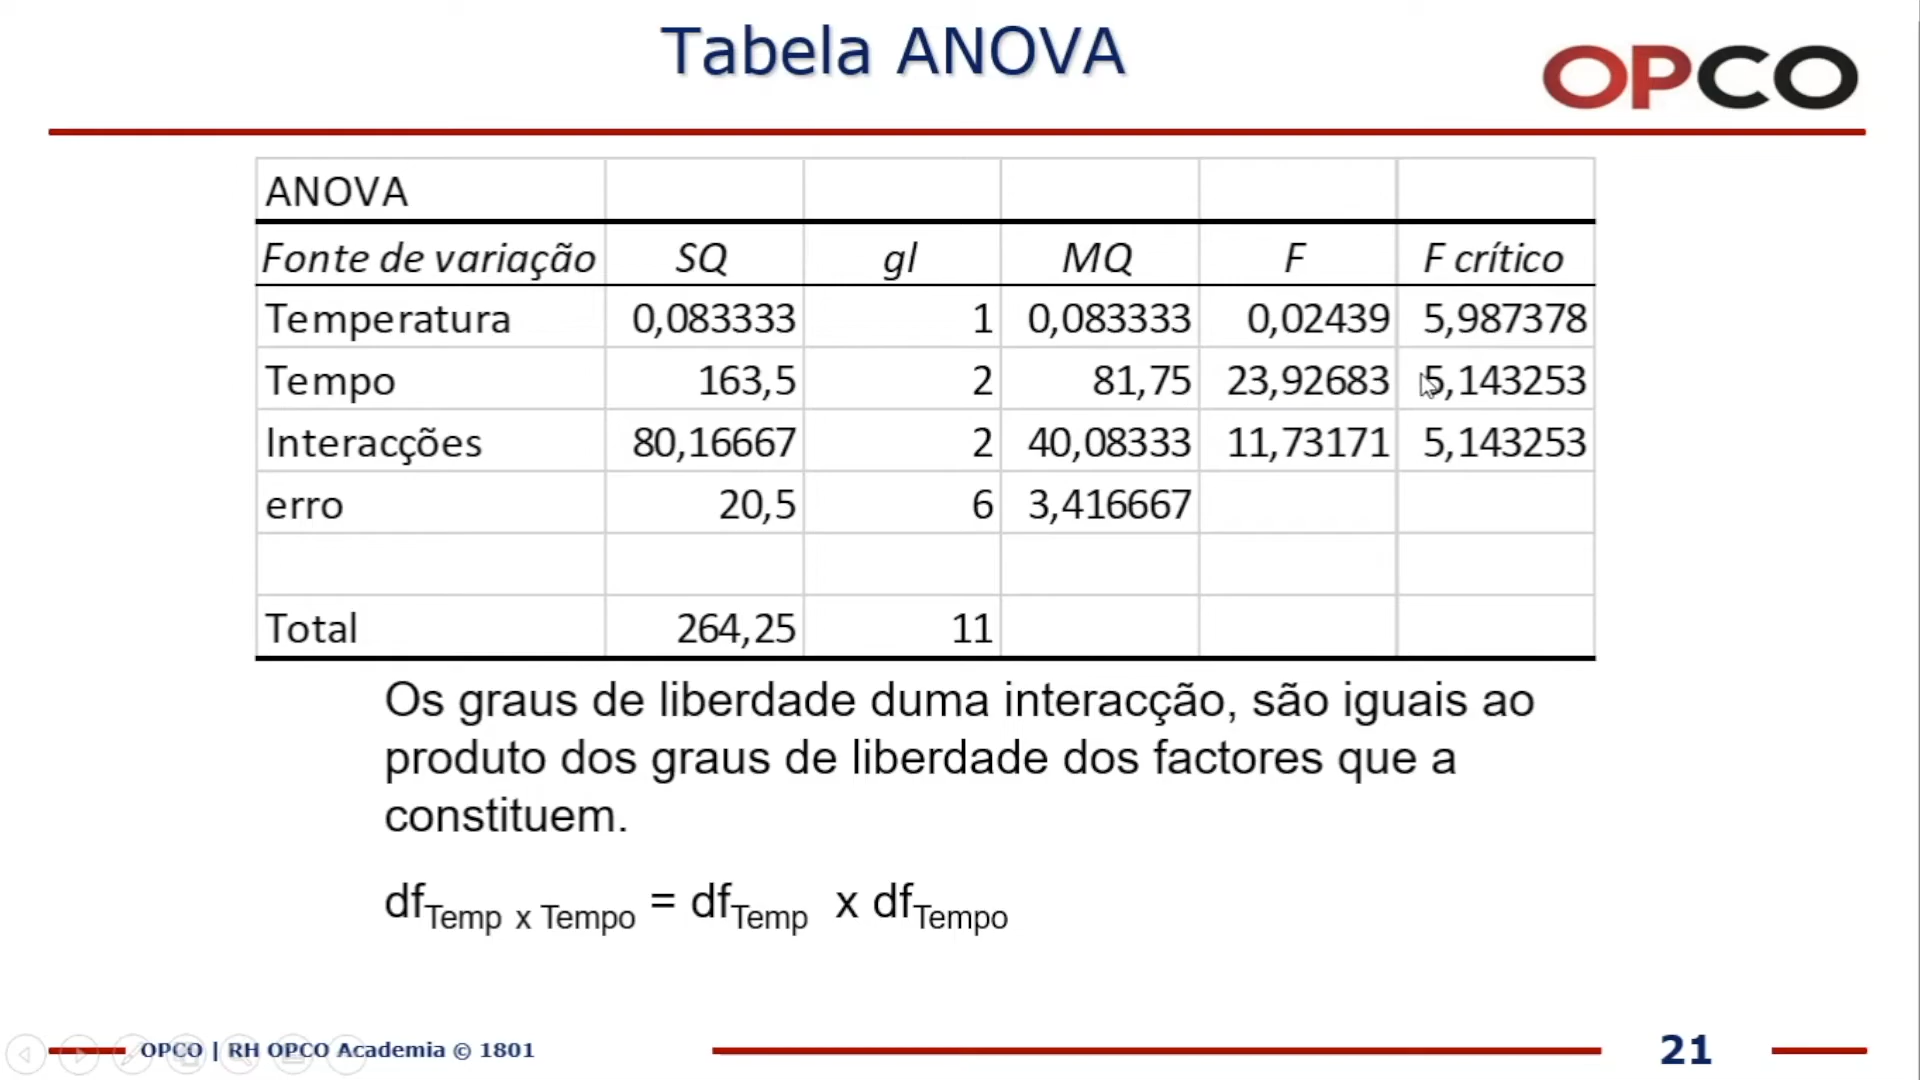 Tabela ANOVA
OPCO
ANOVA
Fonte de variação SQ gl MQ F F crítico
Temperatura 0,083333 1 0,083333 0,02439 5,987378
Tempo 163,5 2 81,75 23,92683 5,143253
Interacções 80,16667 2 40,08333 11,73171 5,143253
erro 20,5 6 3,416667
Total 264,25 11
Os graus de liberdade duma interacção, são iguais ao
produto dos graus de liberdade dos factores que a
constituem.
dfTemp x Tempo = dfTemp x dfTempo
OPCO | RH OPCO Academia © 1801
21